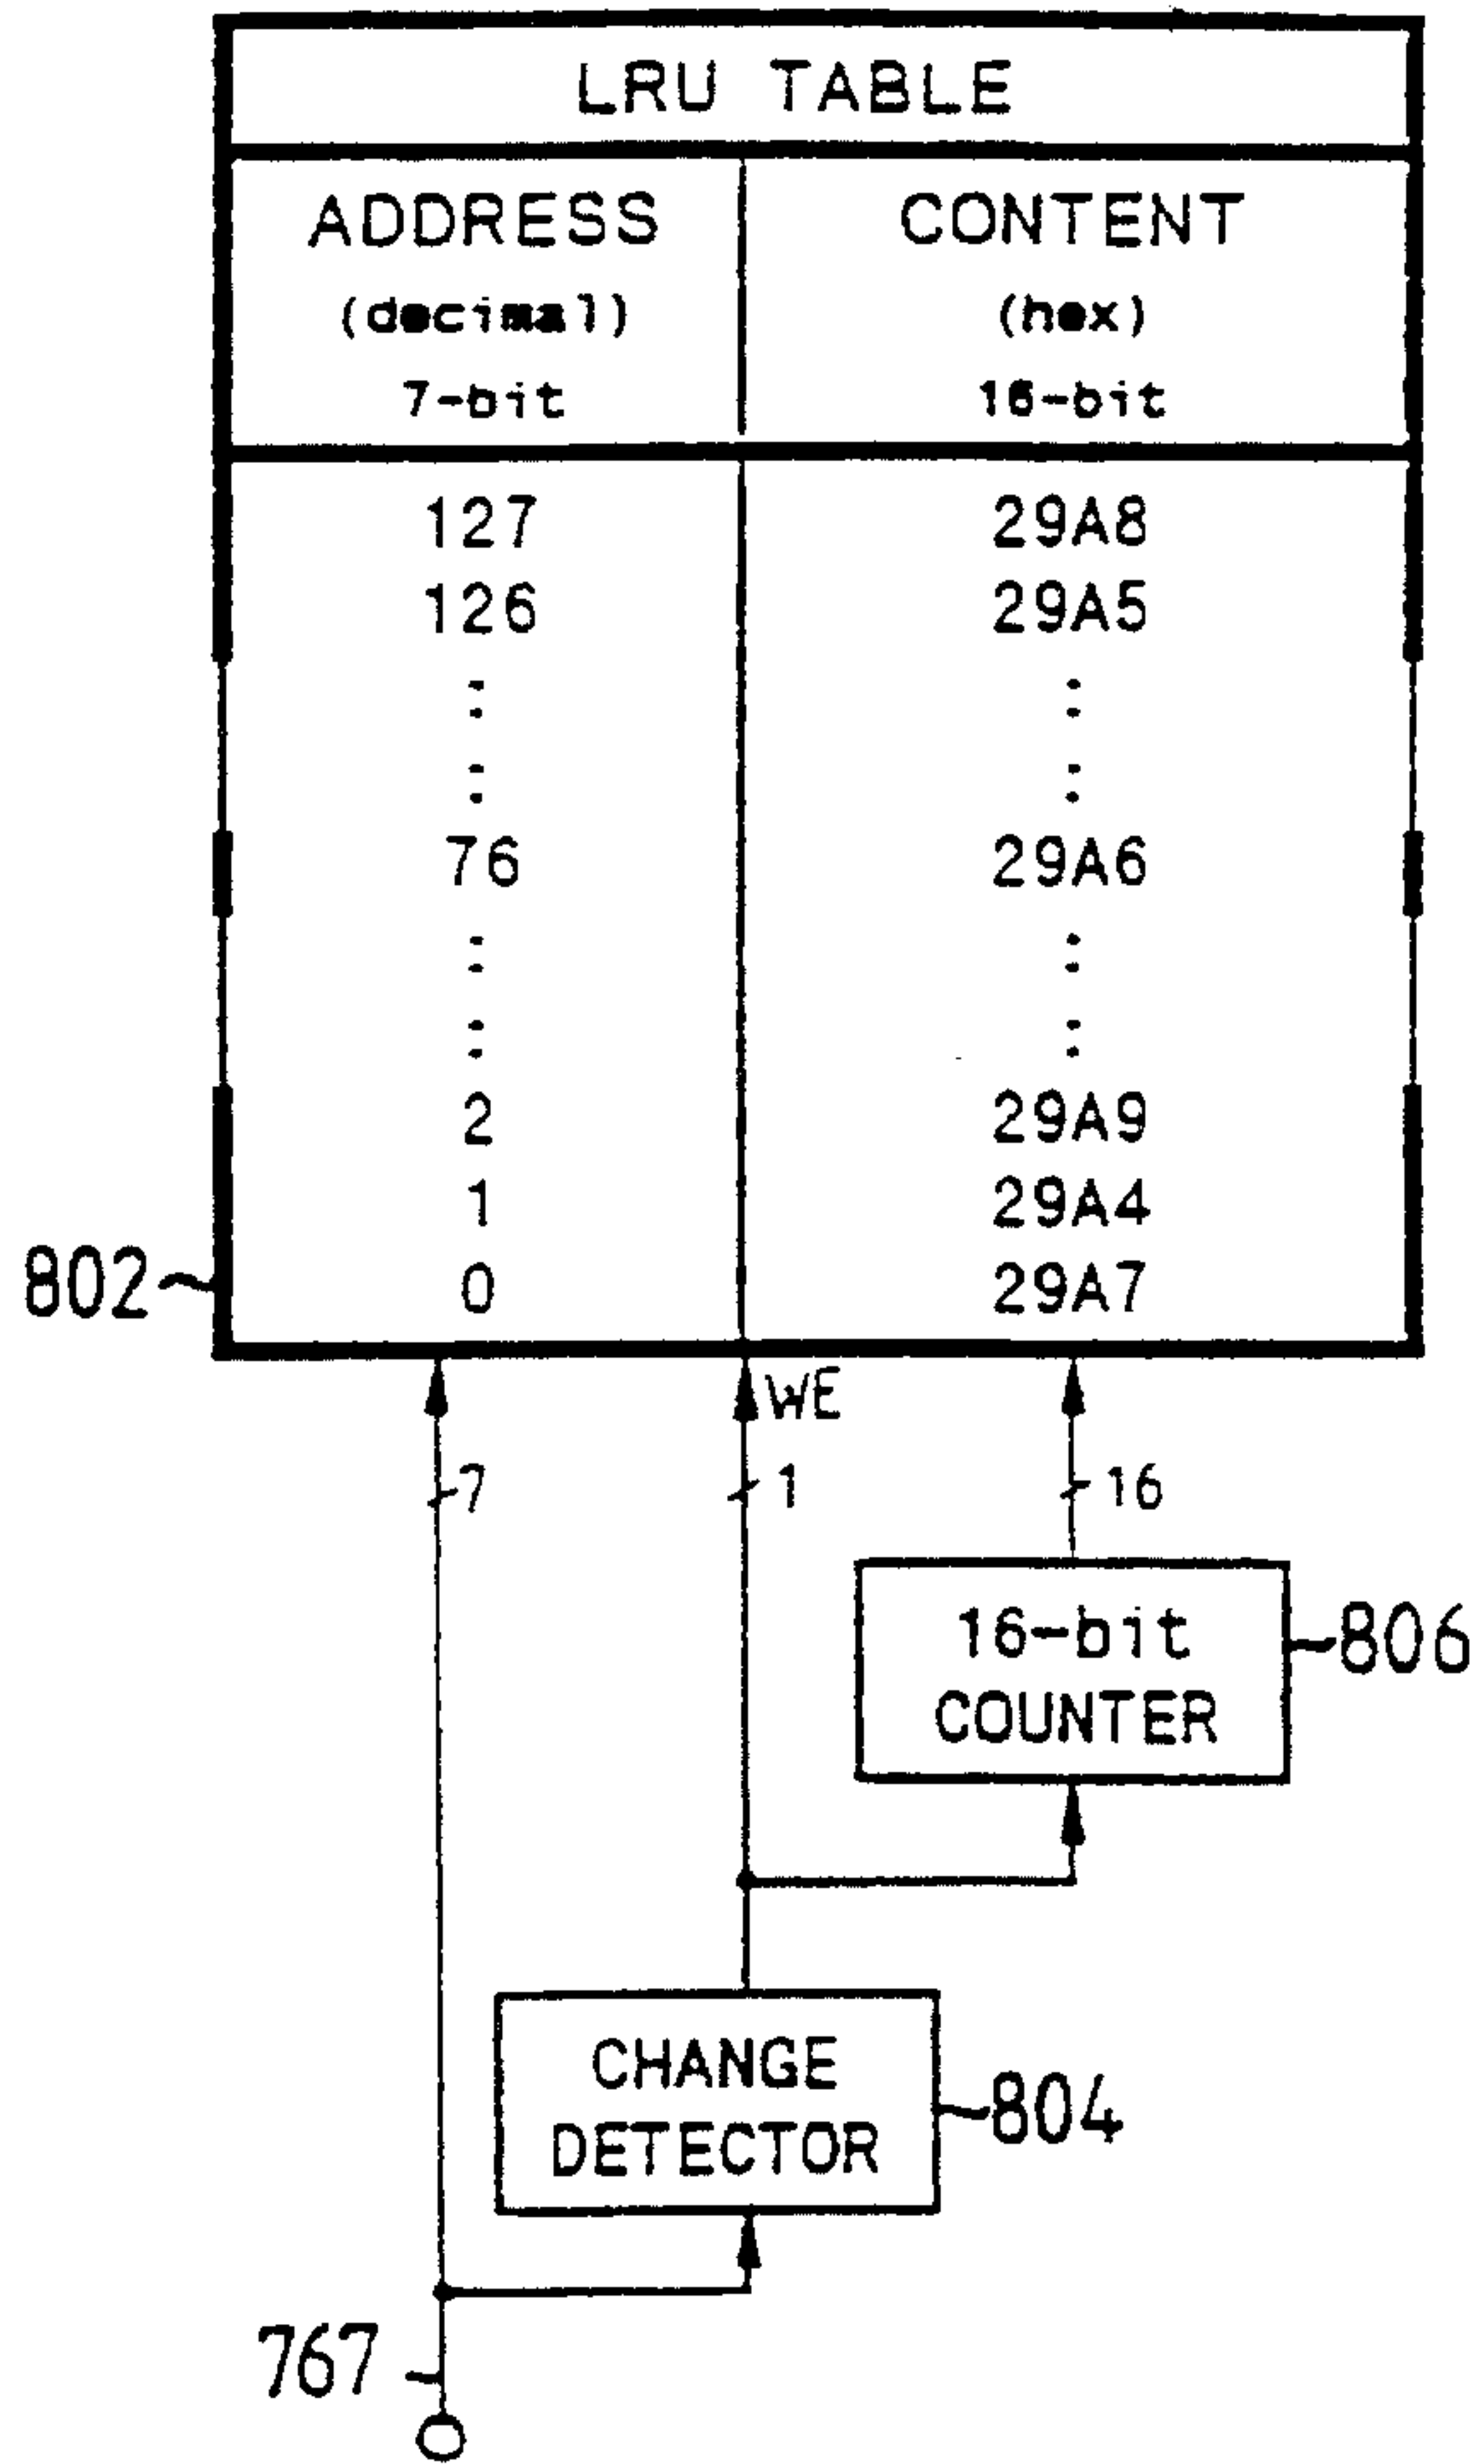 LRU TABLE
ADDRESS CONTENT
(decimal) (hex)
7-bit 16-bit
127 29A8
126 29A5
: :
: :
76 29A6
: :
: :
2 29A9
1 29A4
802 0 29A7
WE
7 1 16
16-bit
COUNTER
806
CHANGE
DETECTOR
804
767